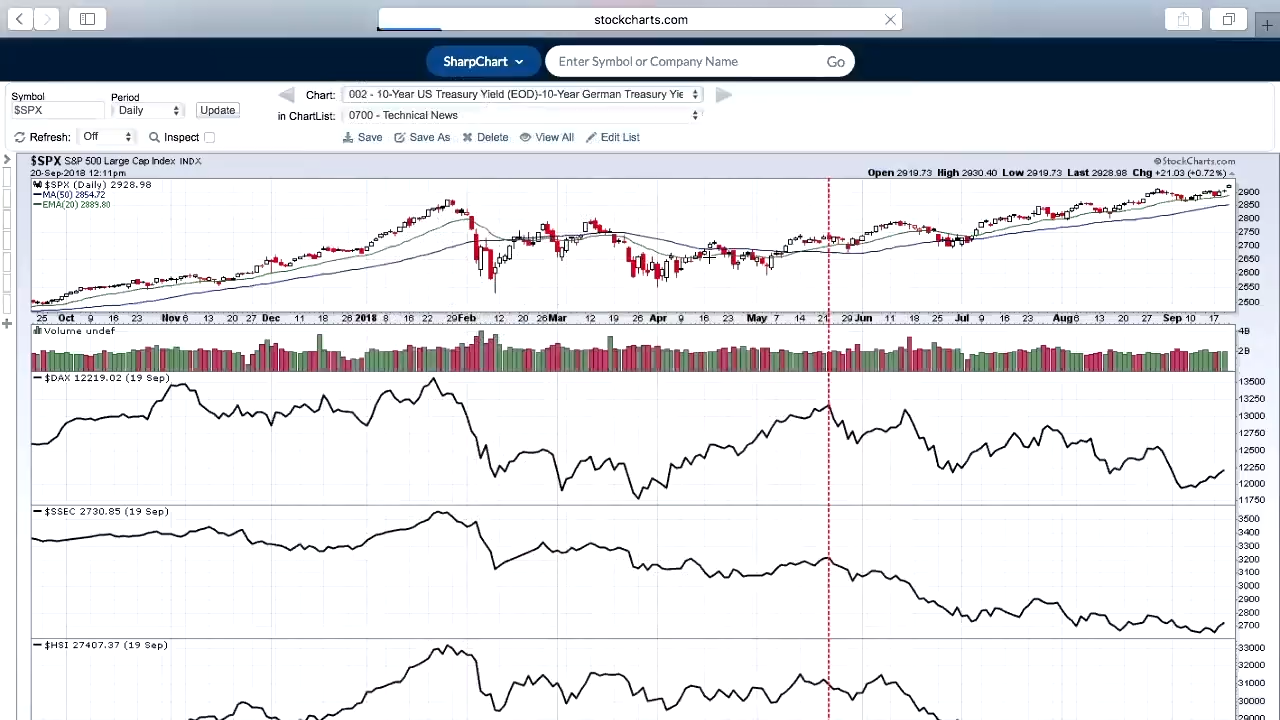 stockcharts.com
SharpChart Enter Symbol or Company Name Go
Symbol Period Chart: 002 - 10-Year US Treasury Yield (EOD)-10-Year German Treasury Yie
$SPX Daily Update in ChartList: 0700 - Technical News
Refresh: Off Inspect Save Save As Delete View All Edit List
$SPX S&P 500 Large Cap Index INDX ©StockCharts.com
20-Sep-2018 12:11pm Open 2919.73 High 2930.40 Low 2919.73 Last 2928.98 Chg +21.03 (+0.72%)
$SPX (Daily) 2928.98
MA(50) 2854.72
EMA(20) 2889.80
2900
2850
2800
2750
2700
2650
2600
2500
25 Oct 9 16 23 Nov 6 13 20 27 Dec 11 18 26 2018 8 16 22 29 Feb 12 20 26 Mar 12 19 26 Apr 9 16 23 May 7 14 21 29 Jun 11 18 25 Jul 9 16 23 Aug 6 13 20 27 Sep 10 17
Volume undef
4B
2B
$DAX 12219.02 (19 Sep)
13500
13250
13000
12750
12500
12250
12000
11750
$SSEC 2730.85 (19 Sep)
3500
3400
3300
3200
3100
3000
2900
2800
2700
$HSI 27407.37 (19 Sep)
33000
32000
31000
30000
29000